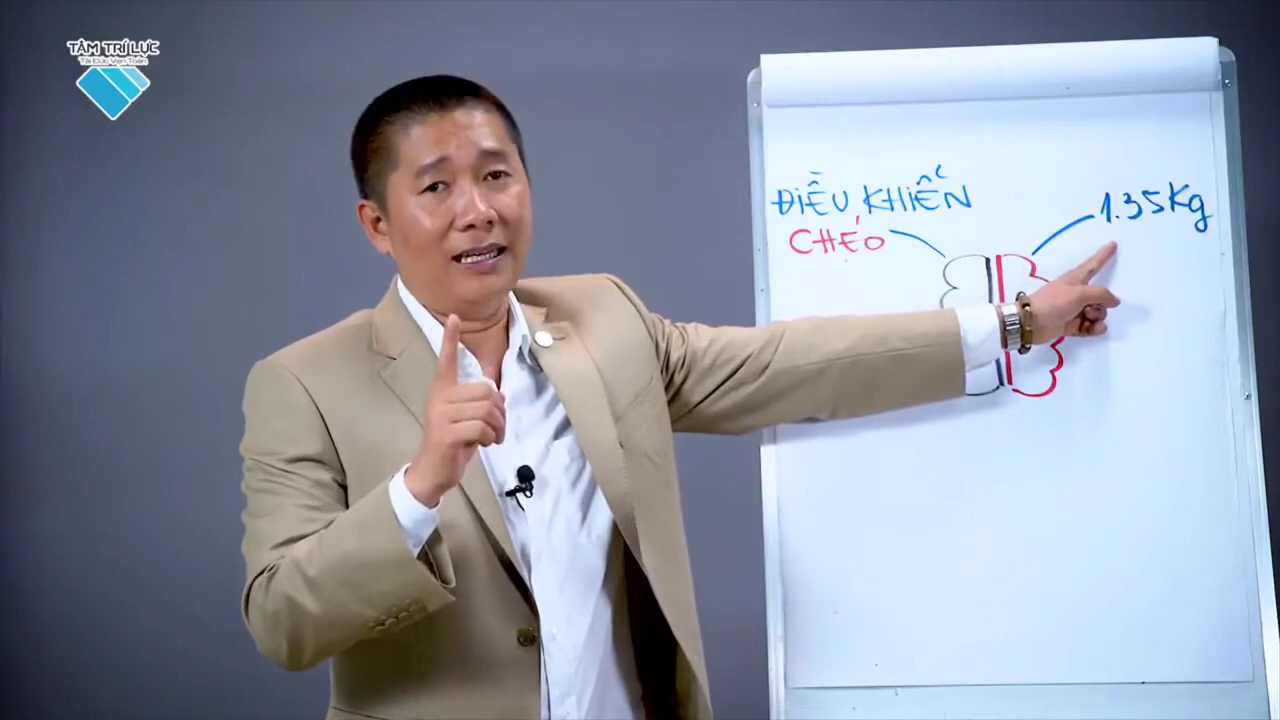 TÂM TRÍ LỰC
Tài Đức Vẹn Toàn
ĐIỀU KHIỂN
CHÉO
1.35Kg